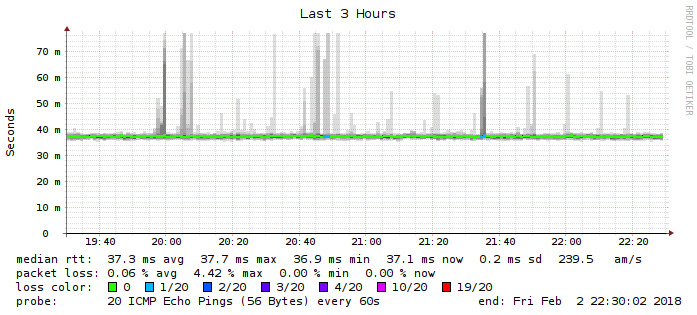 Last 3 Hours
RRDTOOL / TOBI OETIKER
Seconds
70 m
60 m
50 m
40 m
30 m
20 m
10 m
0
19:40 20:00 20:20 20:40 21:00 21:20 21:40 22:00 22:20
median rtt: 37.3 ms avg 37.7 ms max 36.9 ms min 37.1 ms now 0.2 ms sd 239.5 am/s
packet loss: 0.06 % avg 4.42 % max 0.00 % min 0.00 % now
loss color: 0 1/20 2/20 3/20 4/20 10/20 19/20
probe: 20 ICMP Echo Pings (56 Bytes) every 60s end: Fri Feb 2 22:30:02 2018